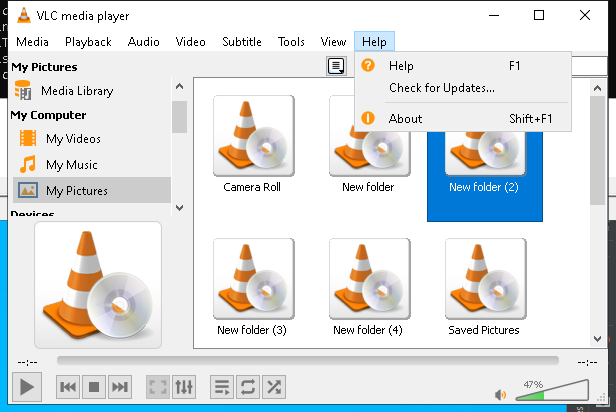 VLC media player
Media Playback Audio Video Subtitle Tools View Help
My Pictures
Help F1
Media Library
Check for Updates...
My Computer
About Shift+F1
My Videos
My Music
My Pictures
Camera Roll New folder New folder (2)
Devices
New folder (3) New folder (4) Saved Pictures
--:-- --:--
47%